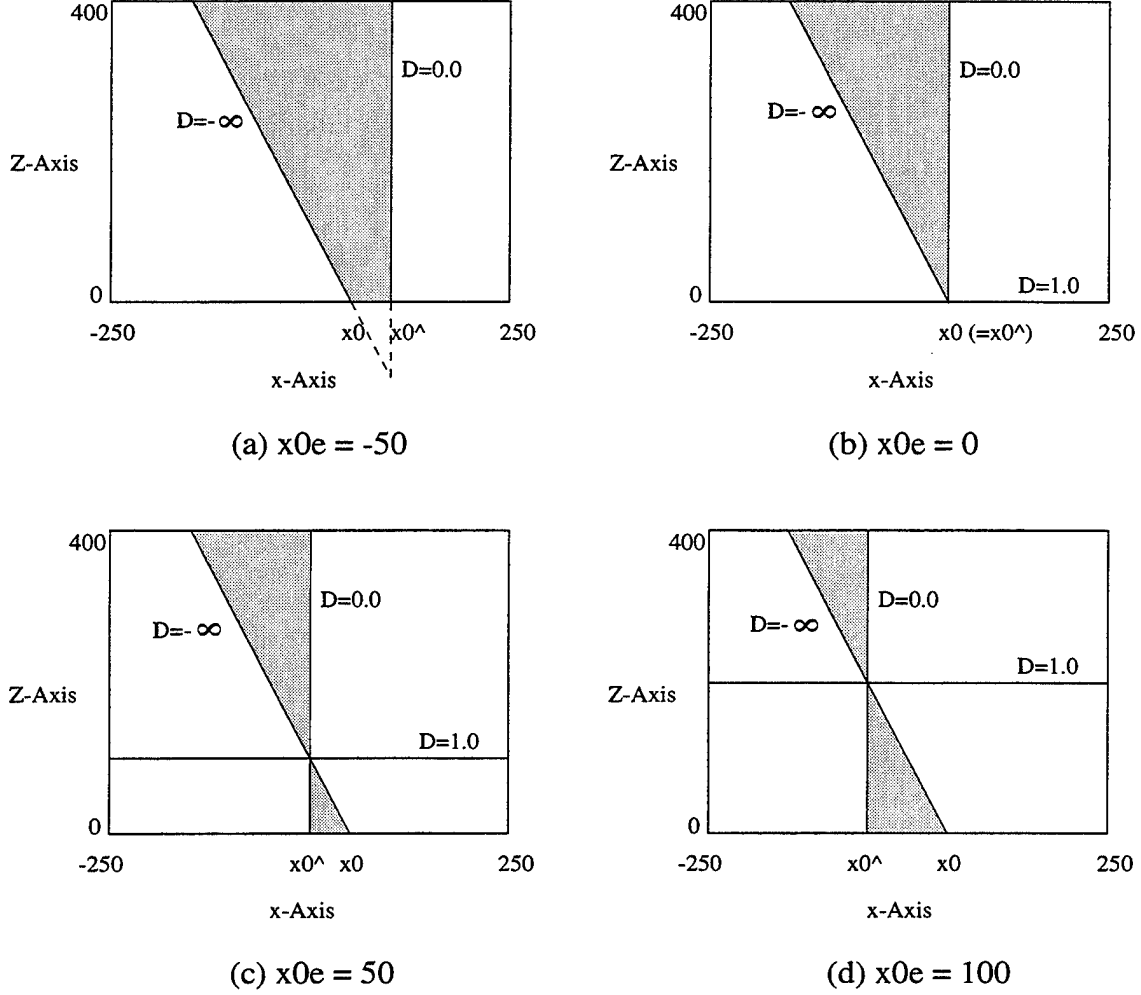 400
D=0.0
D=-∞
Z-Axis
0
-250
x0
x0^
250
x-Axis
(a) x0e = -50
400
D=0.0
D=-∞
Z-Axis
D=1.0
0
-250
x0 (=x0^)
250
x-Axis
(b) x0e = 0
400
D=0.0
D=-∞
Z-Axis
D=1.0
0
-250
x0^
x0
250
x-Axis
(c) x0e = 50
400
D=0.0
D=-∞
D=1.0
Z-Axis
0
-250
x0^
x0
250
x-Axis
(d) x0e = 100